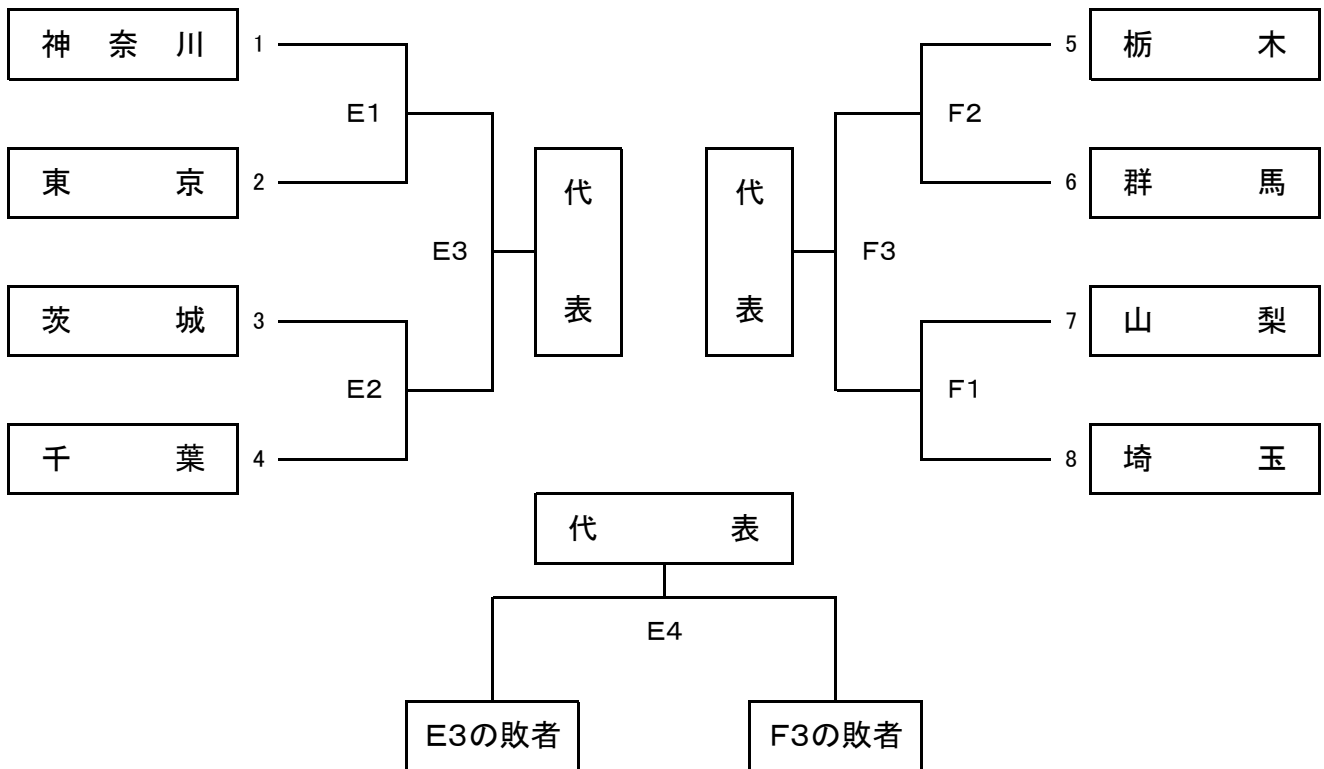 神奈川 1
5 栃木
E1
F2
東京 2
6 群馬
代表
代表
E3
F3
茨城 3
7 山梨
E2
F1
千葉 4
8 埼玉
代表
E4
E3の敗者
F3の敗者